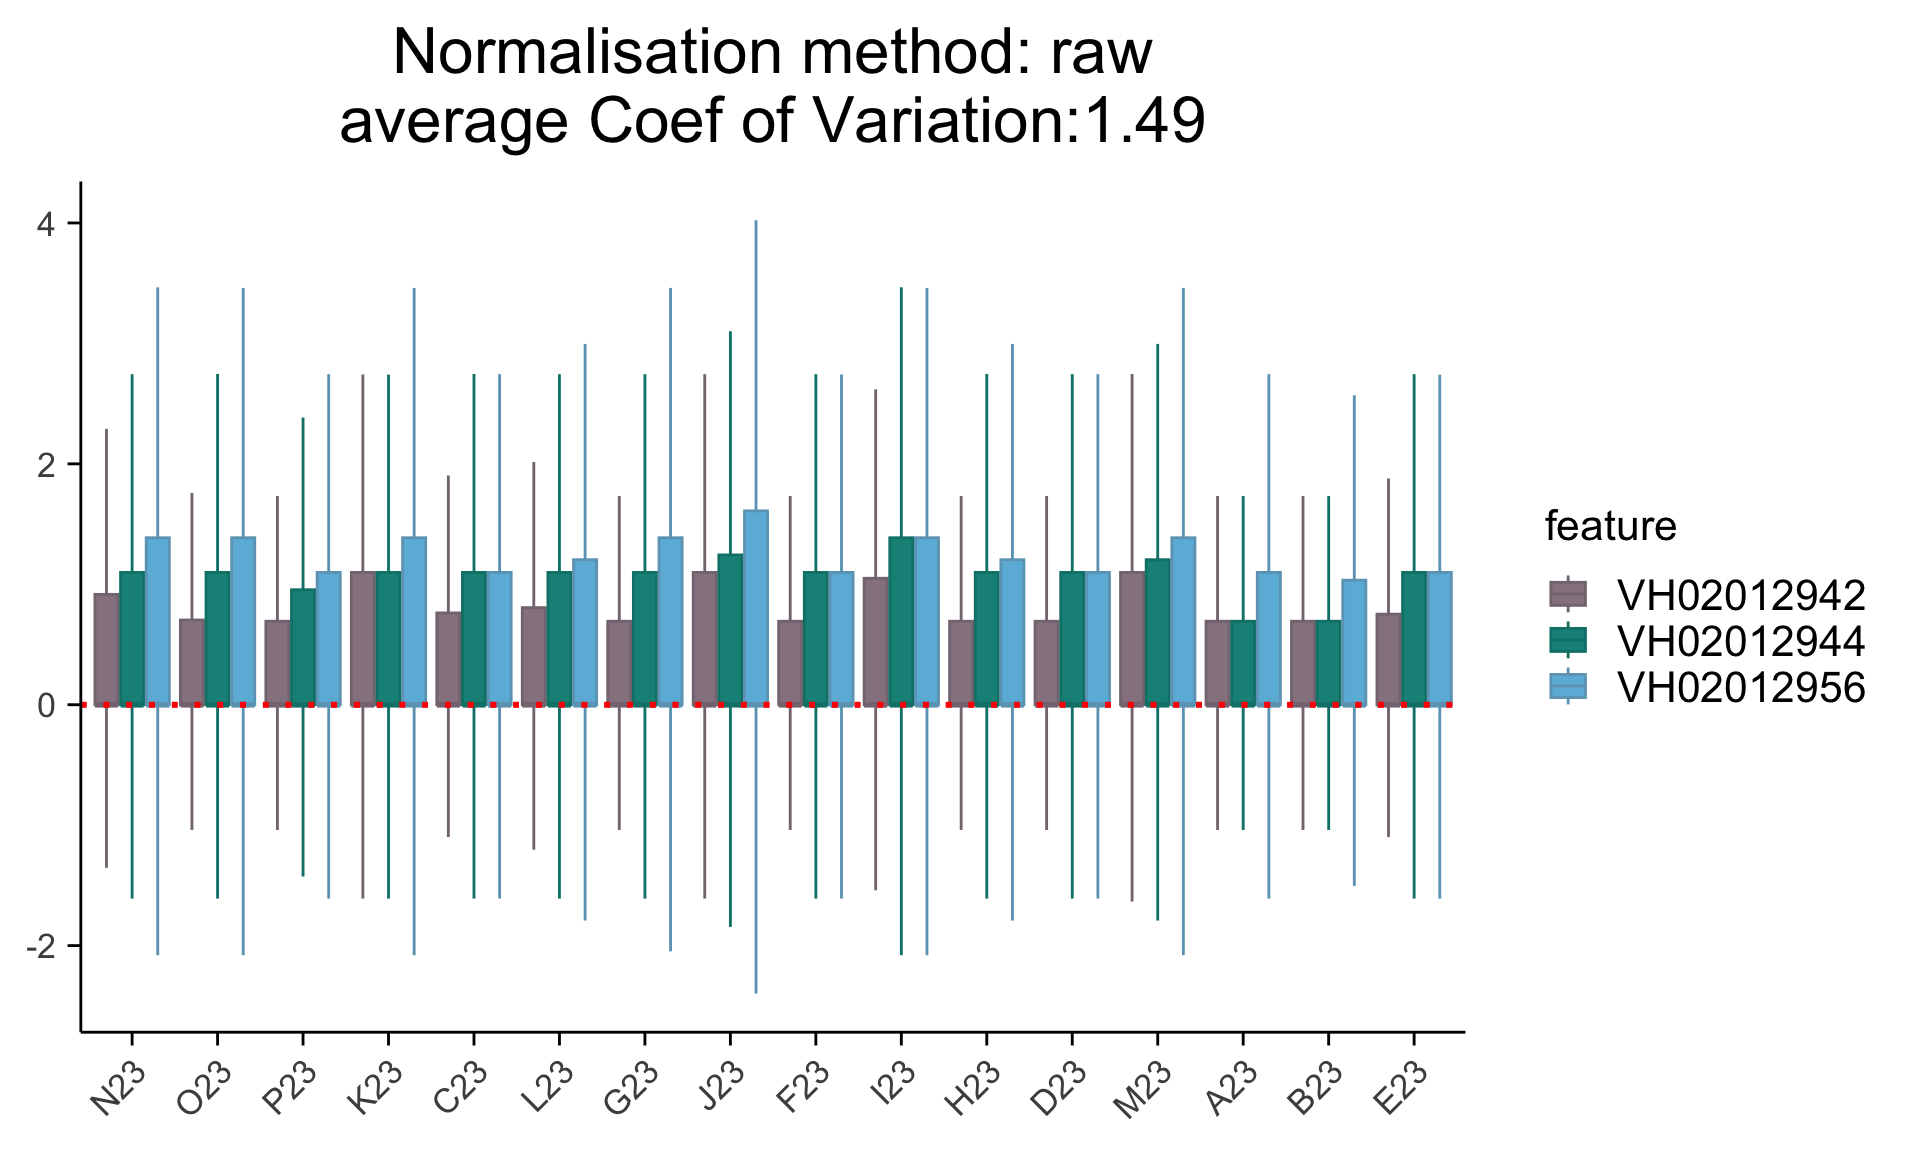 Normalisation method: raw
average Coef of Variation:1.49
4
2
0
-2
N23 O23 P23 K23 C23 L23 G23 J23 F23 I23 H23 D23 M23 A23 B23 E23
feature
VH02012942
VH02012944
VH02012956